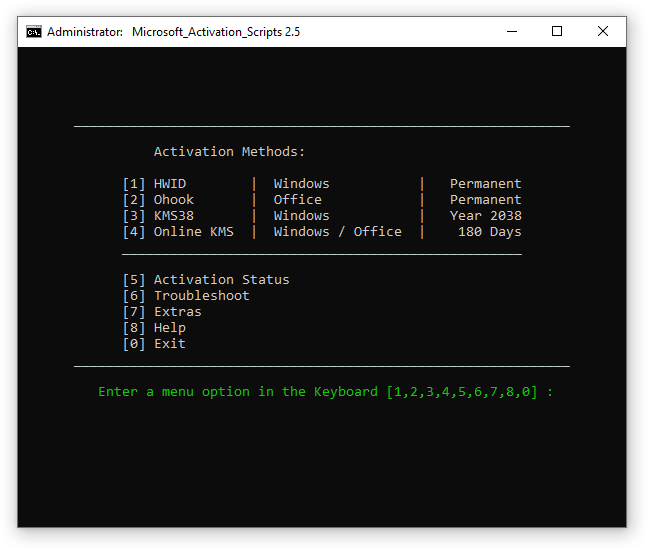 Administrator: Microsoft_Activation_Scripts 2.5
Activation Methods:
[1] HWID | Windows | Permanent
[2] Ohook | Office | Permanent
[3] KMS38 | Windows | Year 2038
[4] Online KMS | Windows / Office | 180 Days
[5] Activation Status
[6] Troubleshoot
[7] Extras
[8] Help
[0] Exit
Enter a menu option in the Keyboard [1,2,3,4,5,6,7,8,0] :